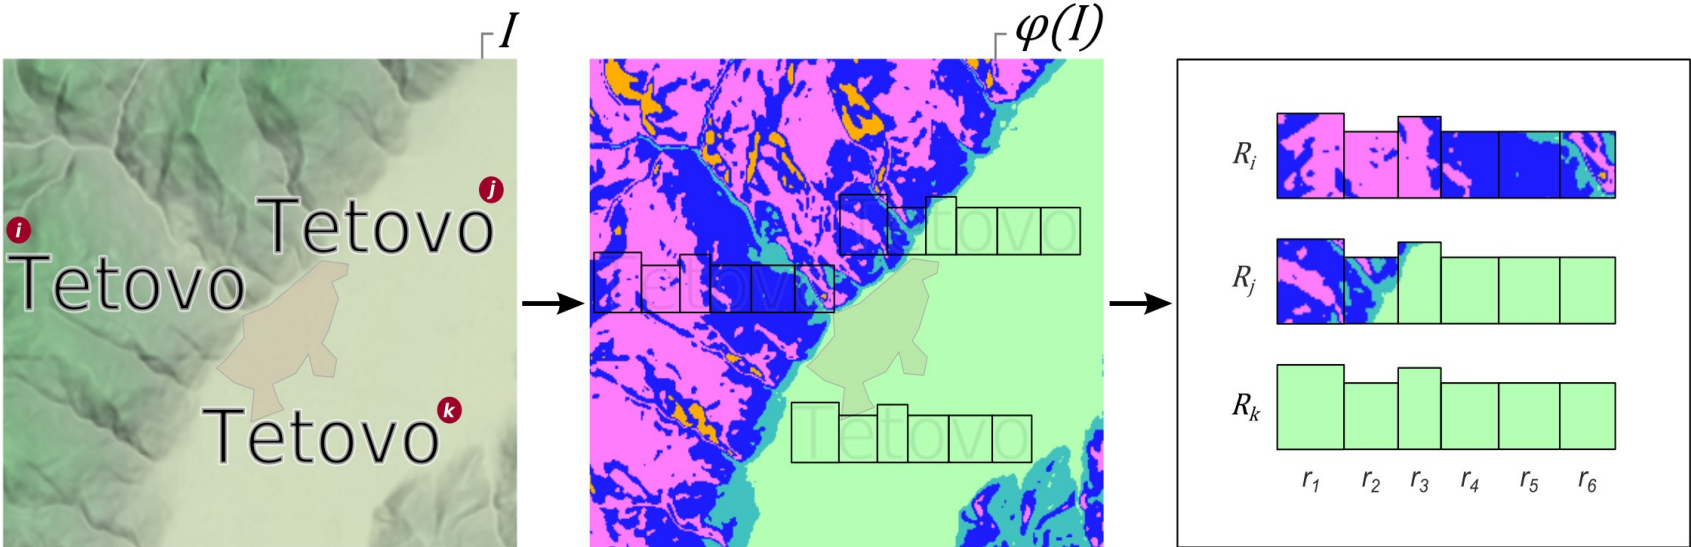 I
φ(I)
j
Tetovo
i
Tetovo
k
Tetovo
Tetovo
Tetovo
Tetovo
Rᵢ
Rⱼ
Rₖ
r₁ r₂ r₃ r₄ r₅ r₆